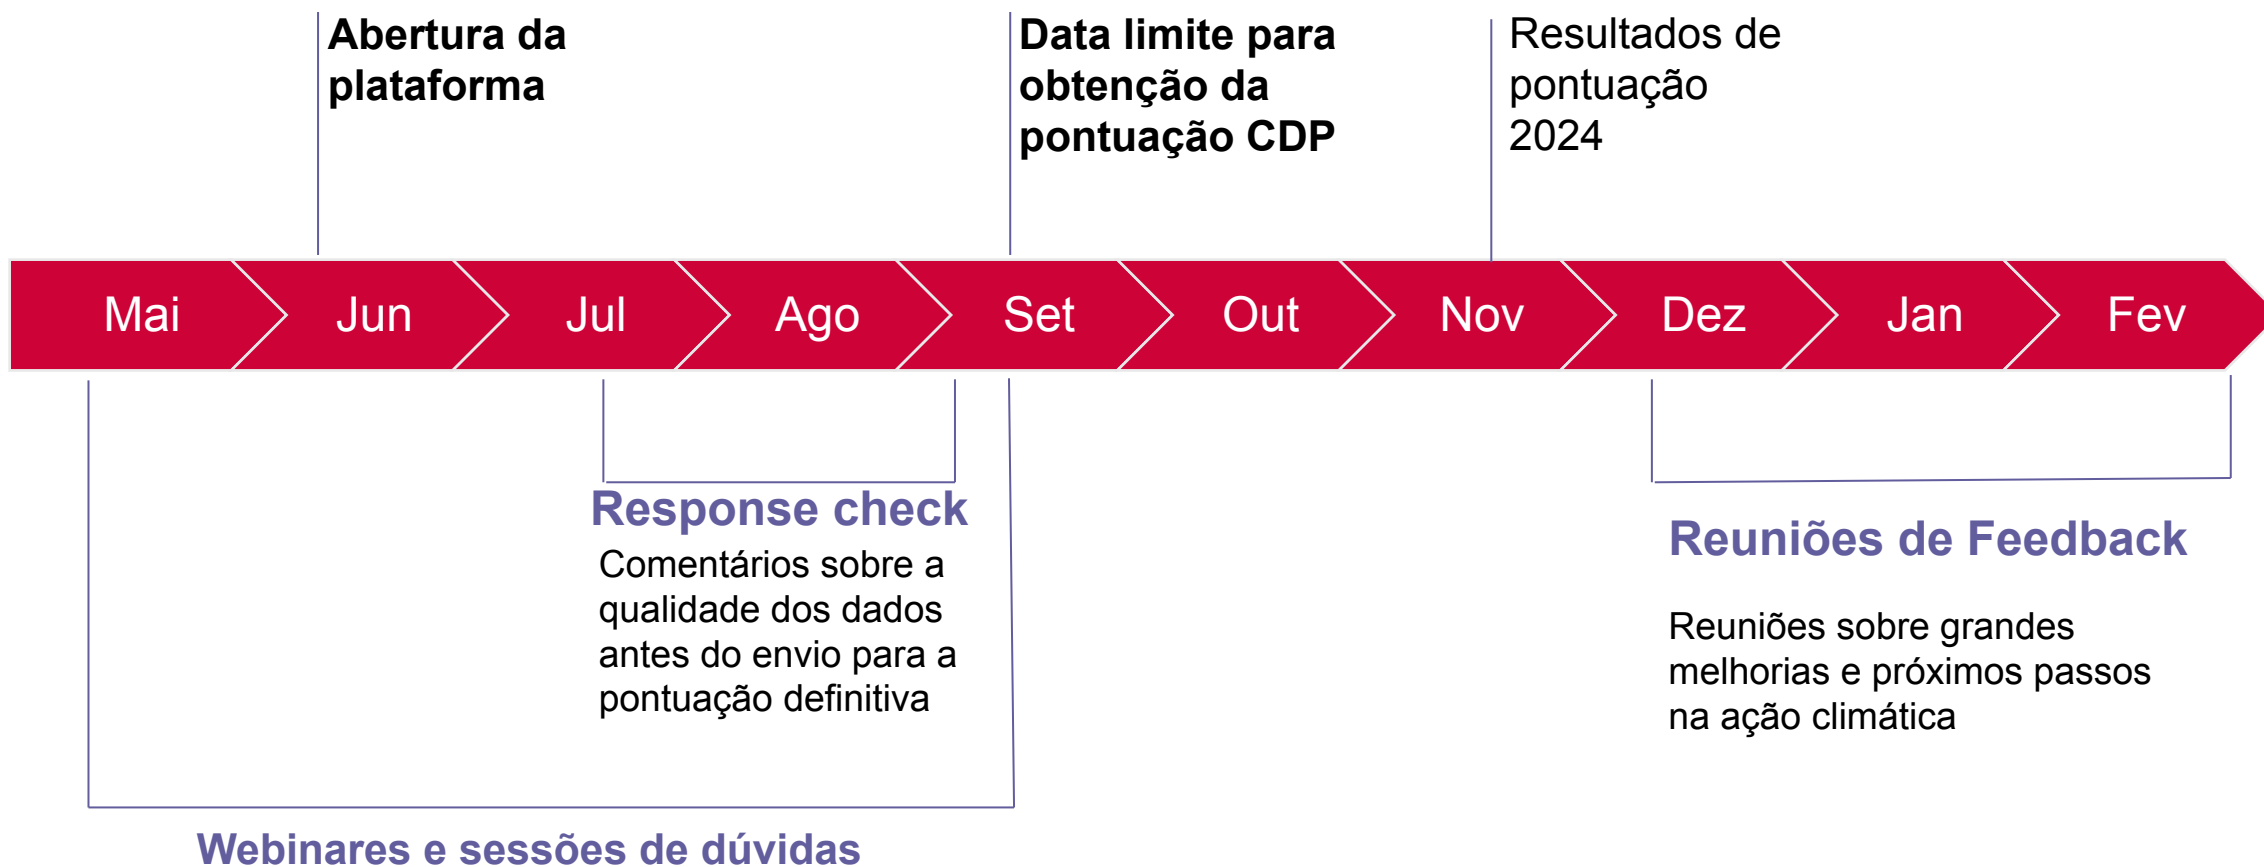 Abertura da
plataforma
Data limite para
obtenção da
pontuação CDP
Resultados de
pontuação
2024
Mai
Jun
Jul
Ago
Set
Out
Nov
Dez
Jan
Fev
Response check
Comentários sobre a
qualidade dos dados
antes do envio para a
pontuação definitiva
Reuniões de Feedback
Reuniões sobre grandes
melhorias e próximos passos
na ação climática
Webinares e sessões de dúvidas